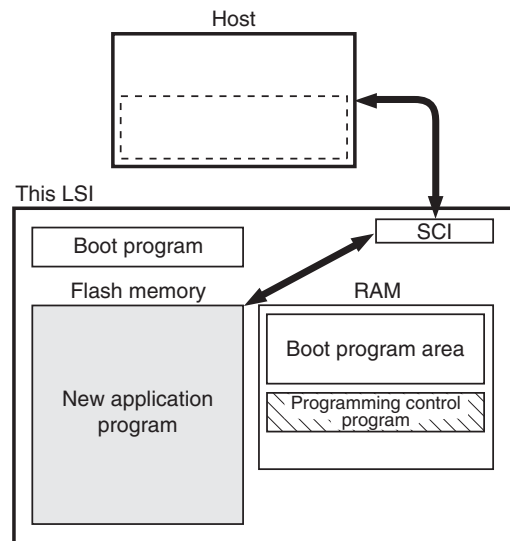 Host
This LSI
SCI
Boot program
Flash memory
RAM
Boot program area
New application
program
Programming control
program